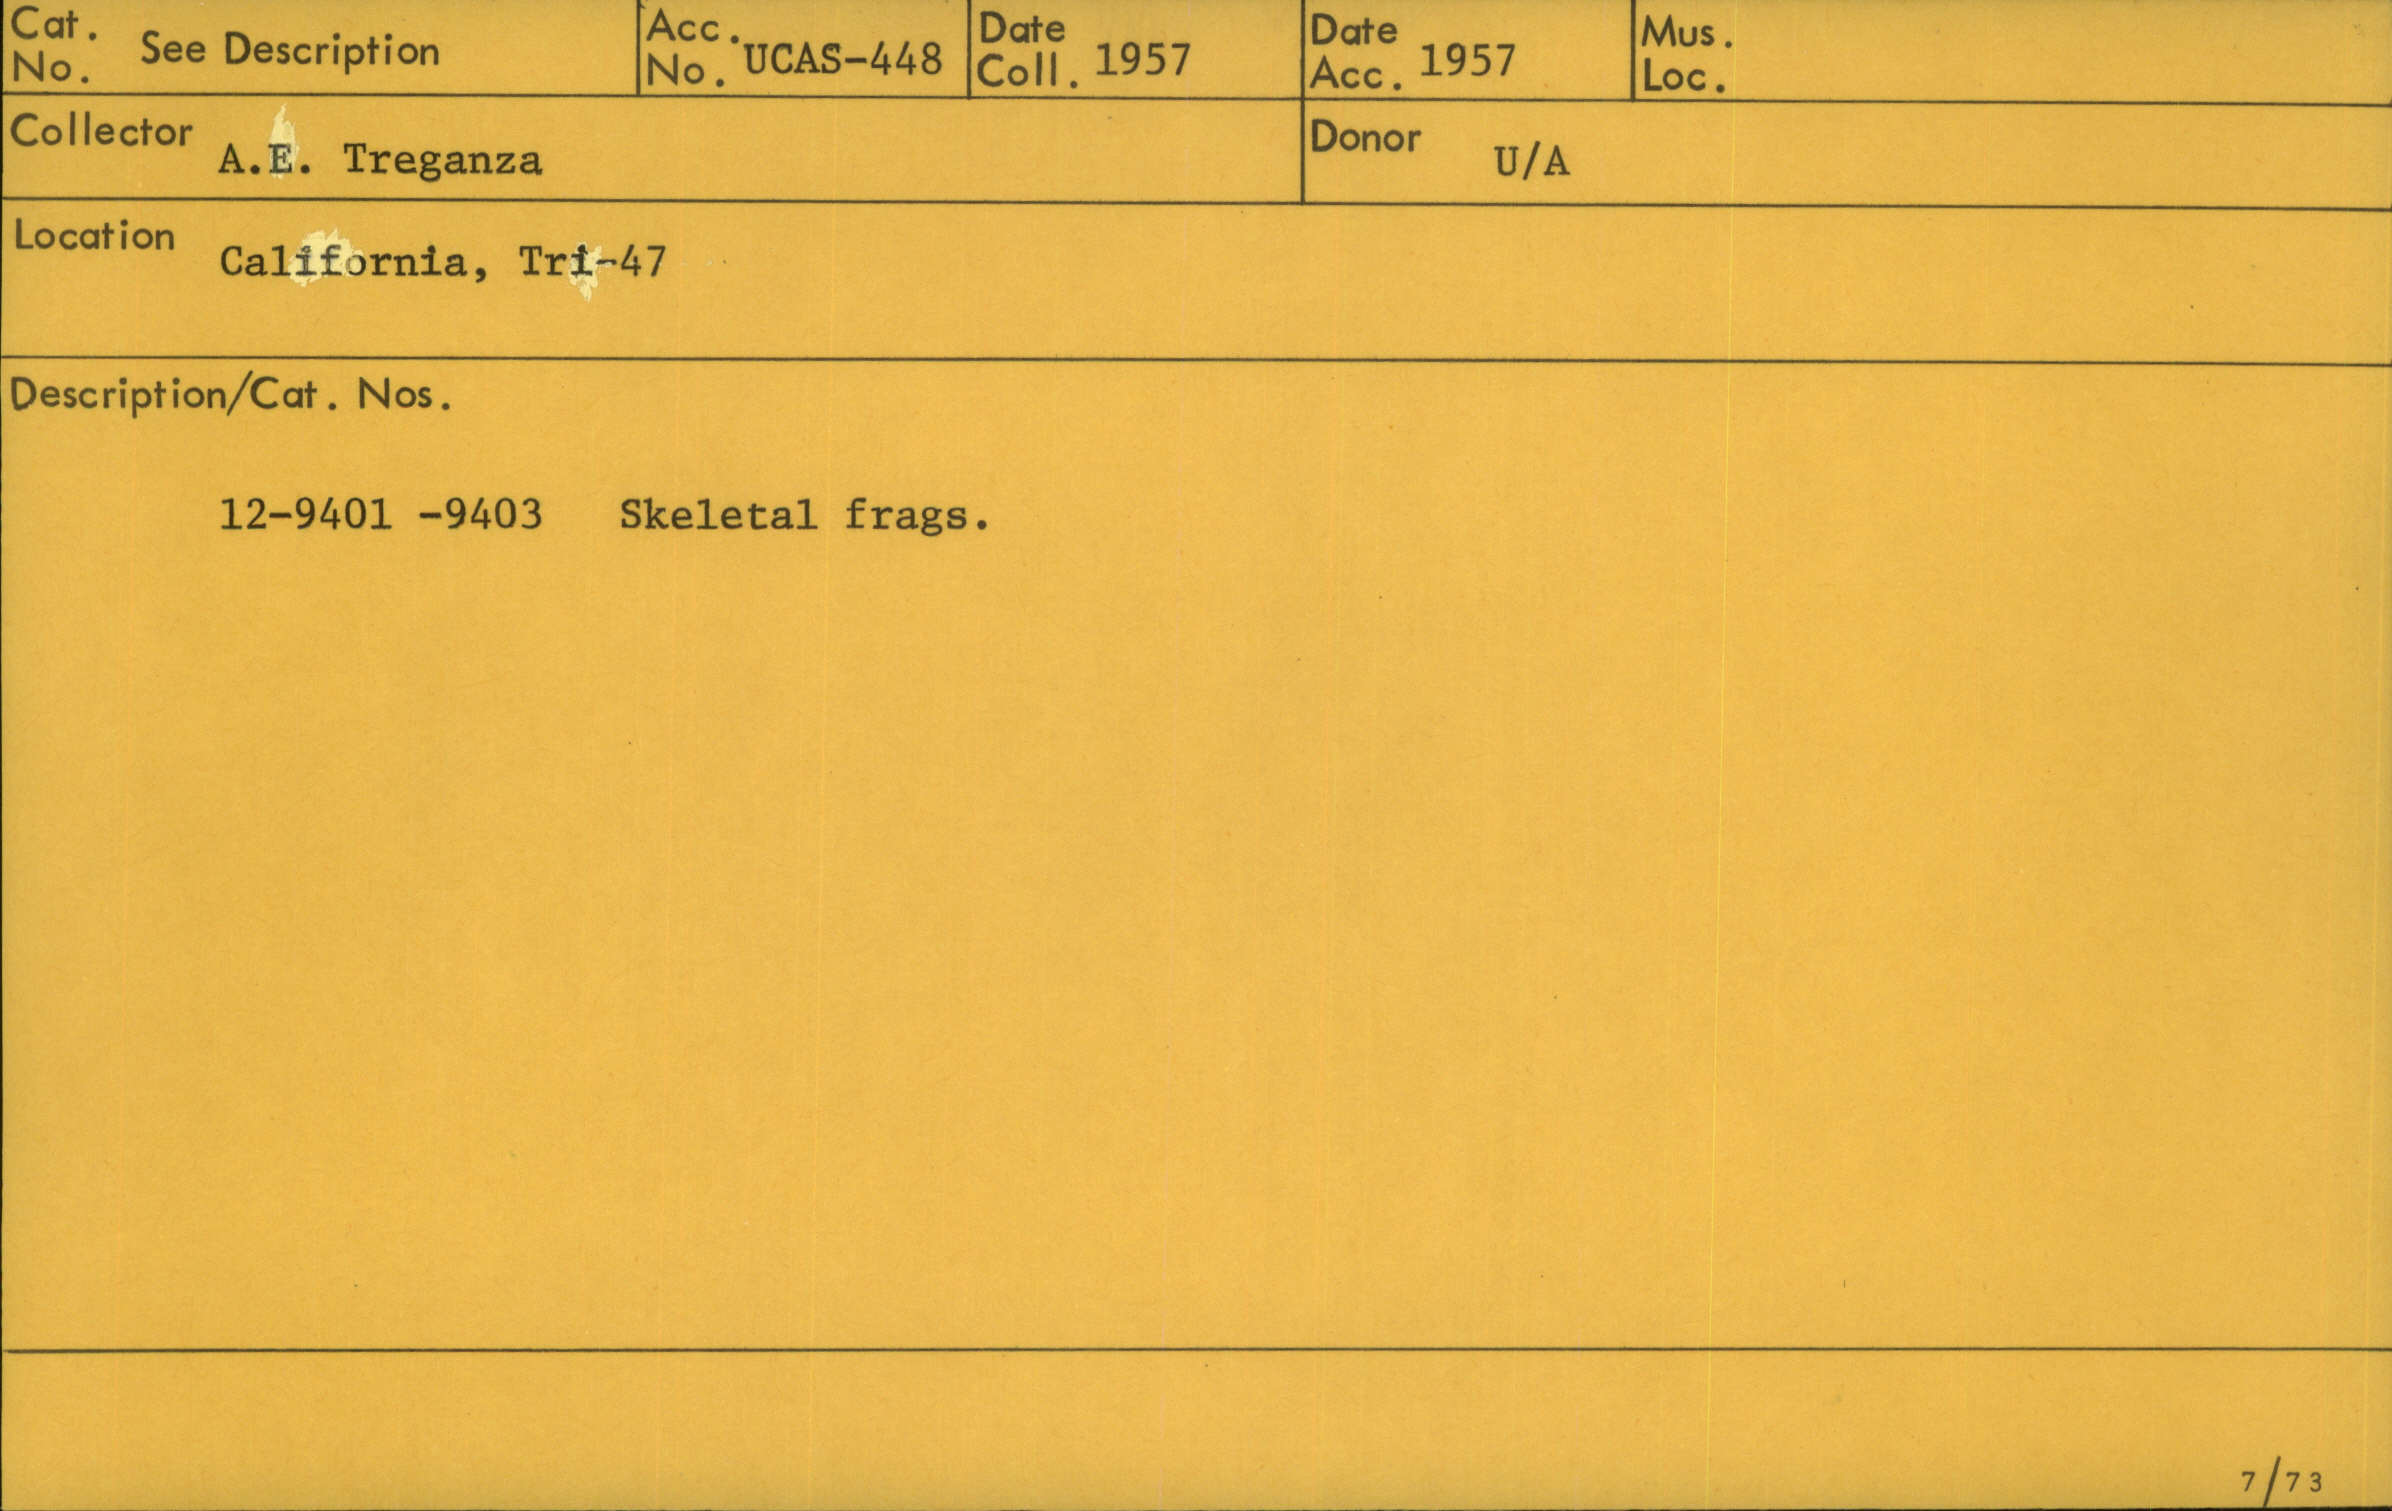 Cat. No. See Description
Acc. No. UCAS-448
Date Coll. 1957
Date Acc. 1957
Mus. Loc.
Collector A.E. Treganza
Donor U/A
Location California, Tri-47
Description/Cat. Nos.
12-9401 -9403 Skeletal frags.
7/73